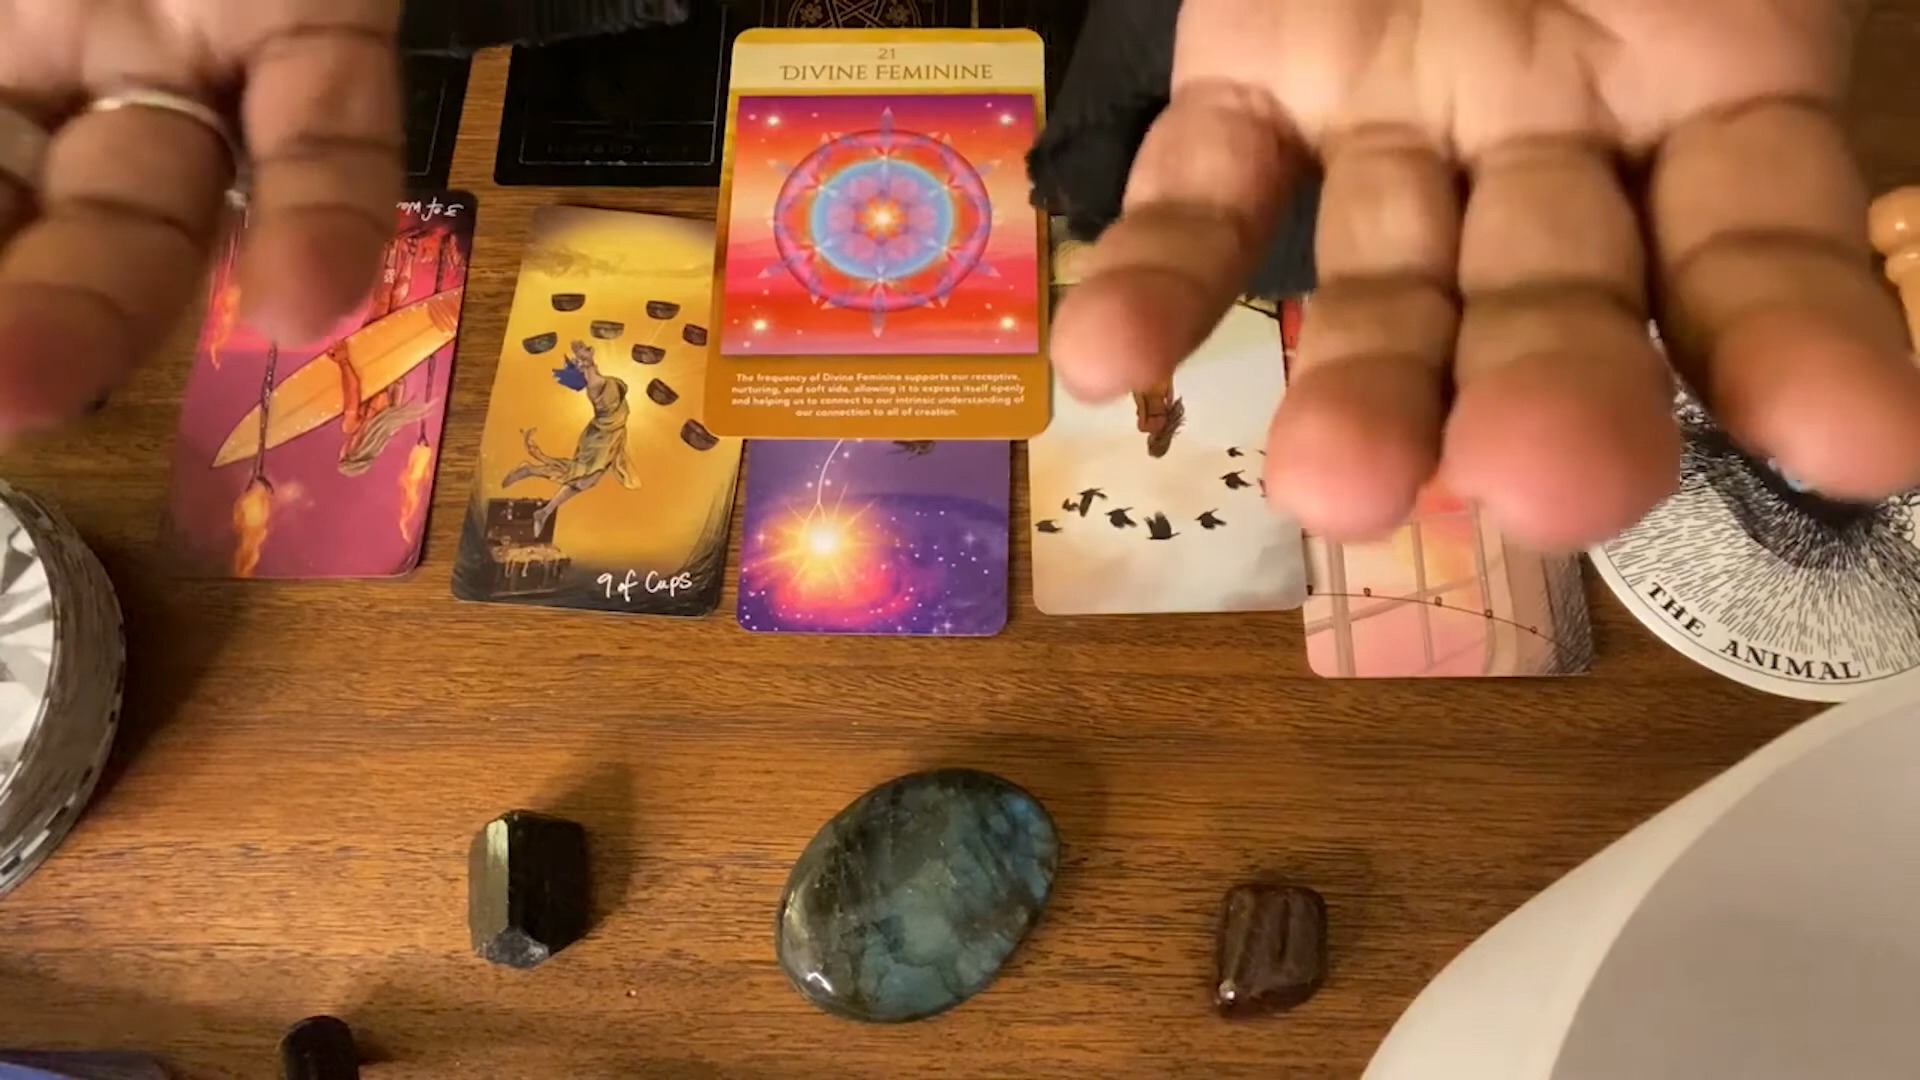 21
DIVINE FEMININE
The frequency of Divine Feminine supports our receptive,
nurturing, and soft side, allowing it to express itself openly
and helping us to connect to our intrinsic understanding of
our connection to all of creation.
3 of
9 of Cups
THE ANIMAL